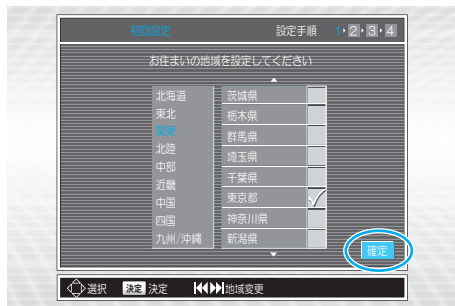 初回設定
設定手順 1・2・3・4
お住まいの地域を設定してください
北海道
東北
関東
北陸
中部
近畿
中国
四国
九州/沖縄
茨城県
栃木県
群馬県
埼玉県
千葉県
東京都
神奈川県
新潟県
確定
選択 決定 決定 地域変更